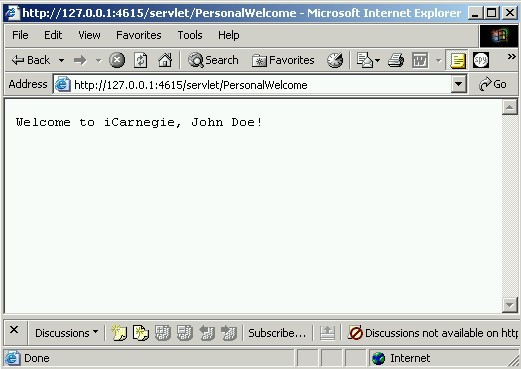 http://127.0.0.1:4615/servlet/PersonalWelcome - Microsoft Internet Explorer
File Edit View Favorites Tools Help
Back Search Favorites W spy »
Address http://127.0.0.1:4615/servlet/PersonalWelcome Go
Welcome to iCarnegie, John Doe!
Discussions Subscribe... Discussions not available on http
Done Internet